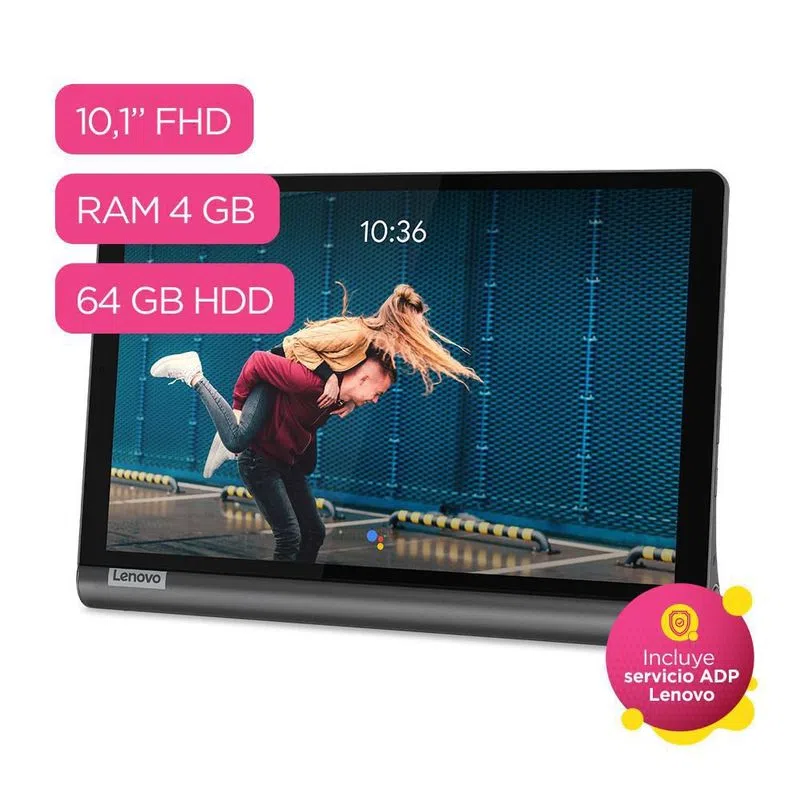 10,1” FHD
RAM 4 GB
64 GB HDD
10:36
Lenovo
Incluye
servicio ADP
Lenovo